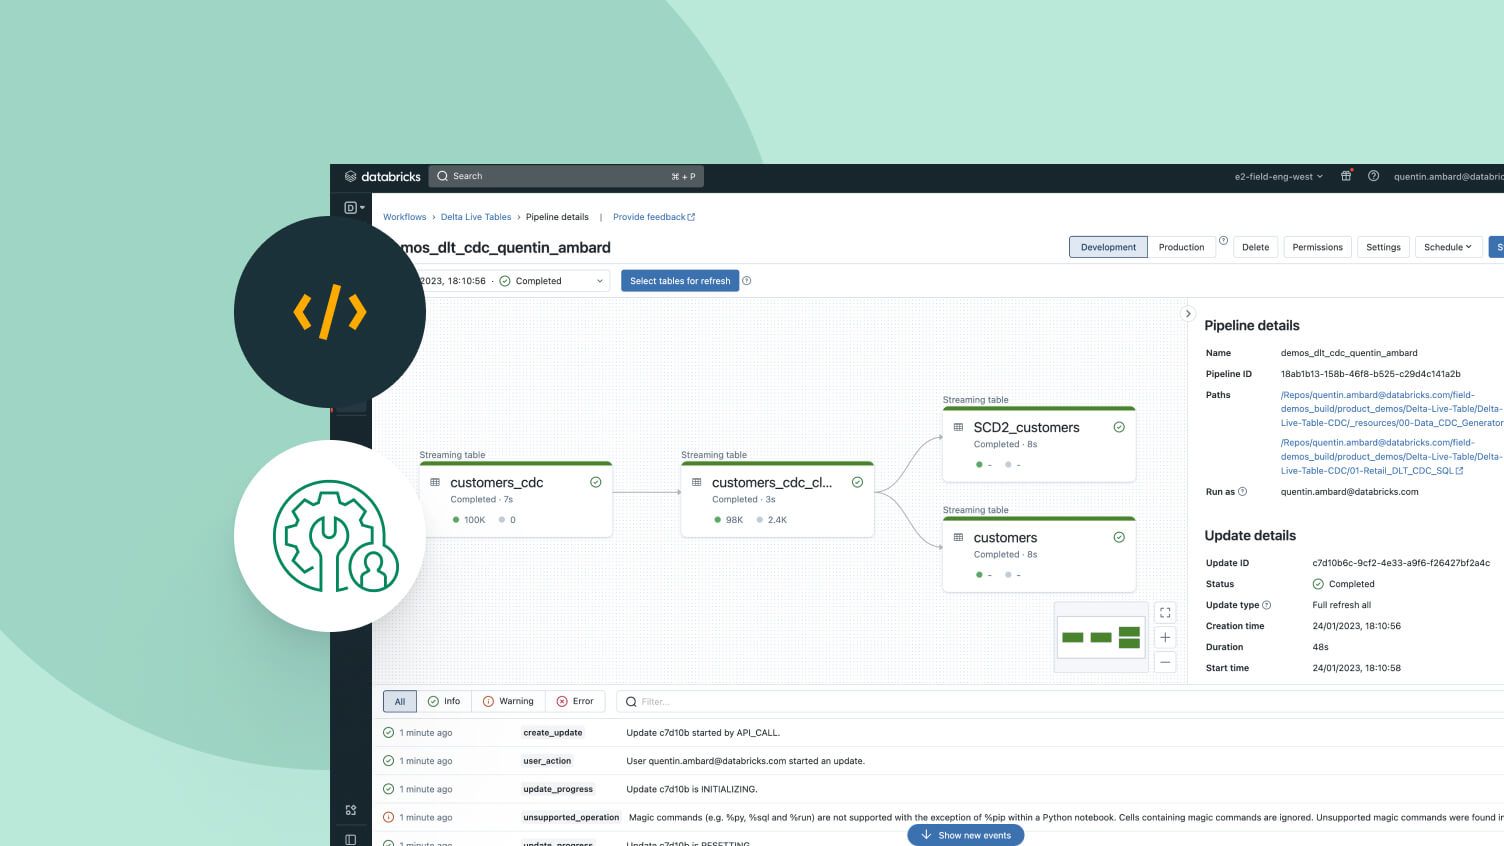 databricks
Search
⌘ + P
e2-field-eng-west
quentin.ambard@databric
D
Workflows › Delta Live Tables › Pipeline details | Provide feedback
mos_dlt_cdc_quentin_ambard
Development
Production
Delete
Permissions
Settings
Schedule
2023, 18:10:56 · Completed
Select tables for refresh
</>
Streaming table
customers_cdc
Completed · 7s
100K
0
Streaming table
customers_cdc_cl...
Completed · 3s
98K
2.4K
Streaming table
SCD2_customers
Completed · 8s
- -
Streaming table
customers
Completed · 8s
- -
Pipeline details
Name demos_dlt_cdc_quentin_ambard
Pipeline ID 18ab1b13-158b-46f8-b525-c29d4c141a2b
Paths /Repos/quentin.ambard@databricks.com/field-
demos_build/product_demos/Delta-Live-Table/Delta-
Live-Table-CDC/_resources/00-Data_CDC_Generator
/Repos/quentin.ambard@databricks.com/field-
demos_build/product_demos/Delta-Live-Table/Delta-
Live-Table-CDC/01-Retail_DLT_CDC_SQL
Run as quentin.ambard@databricks.com
Update details
Update ID c7d10b6c-9cf2-4e33-a9f6-f26427bf2a4c
Status Completed
Update type Full refresh all
Creation time 24/01/2023, 18:10:56
Duration 48s
Start time 24/01/2023, 18:10:58
All
Info
Warning
Error
Filter...
1 minute ago create_update Update c7d10b started by API_CALL.
1 minute ago user_action User quentin.ambard@databricks.com started an update.
1 minute ago update_progress Update c7d10b is INITIALIZING.
1 minute ago unsupported_operation Magic commands (e.g. %py, %sql and %run) are not supported with the exception of %pip within a Python notebook. Cells containing magic commands are ignored. Unsupported magic commands were found in
Show new events
1 minute ago update_progress Update c7d10b is RESETTING.